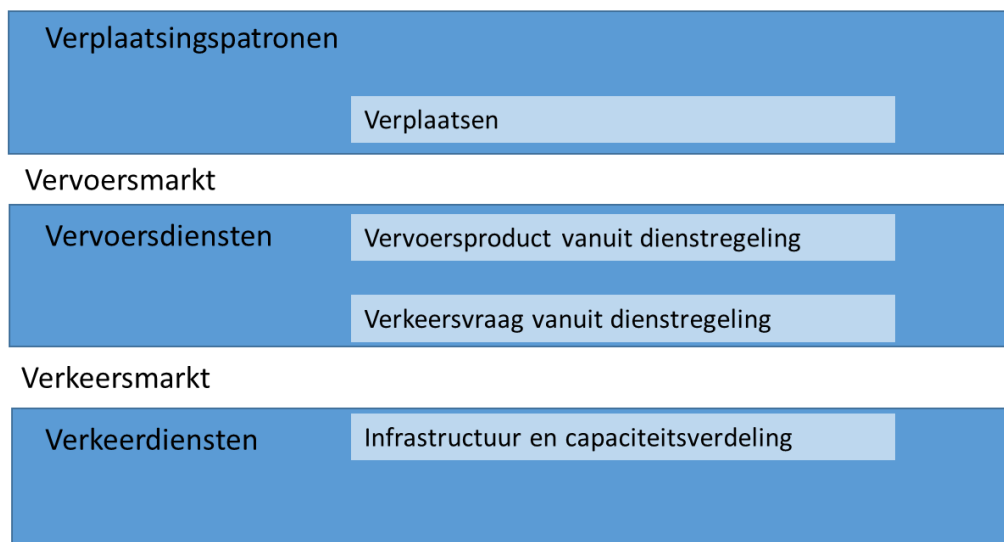 Verplaatsingspatronen
Verplaatsen
Vervoersmarkt
Vervoersdiensten
Vervoersproduct vanuit dienstregeling
Verkeersvraag vanuit dienstregeling
Verkeersmarkt
Verkeerdiensten
Infrastructuur en capaciteitsverdeling